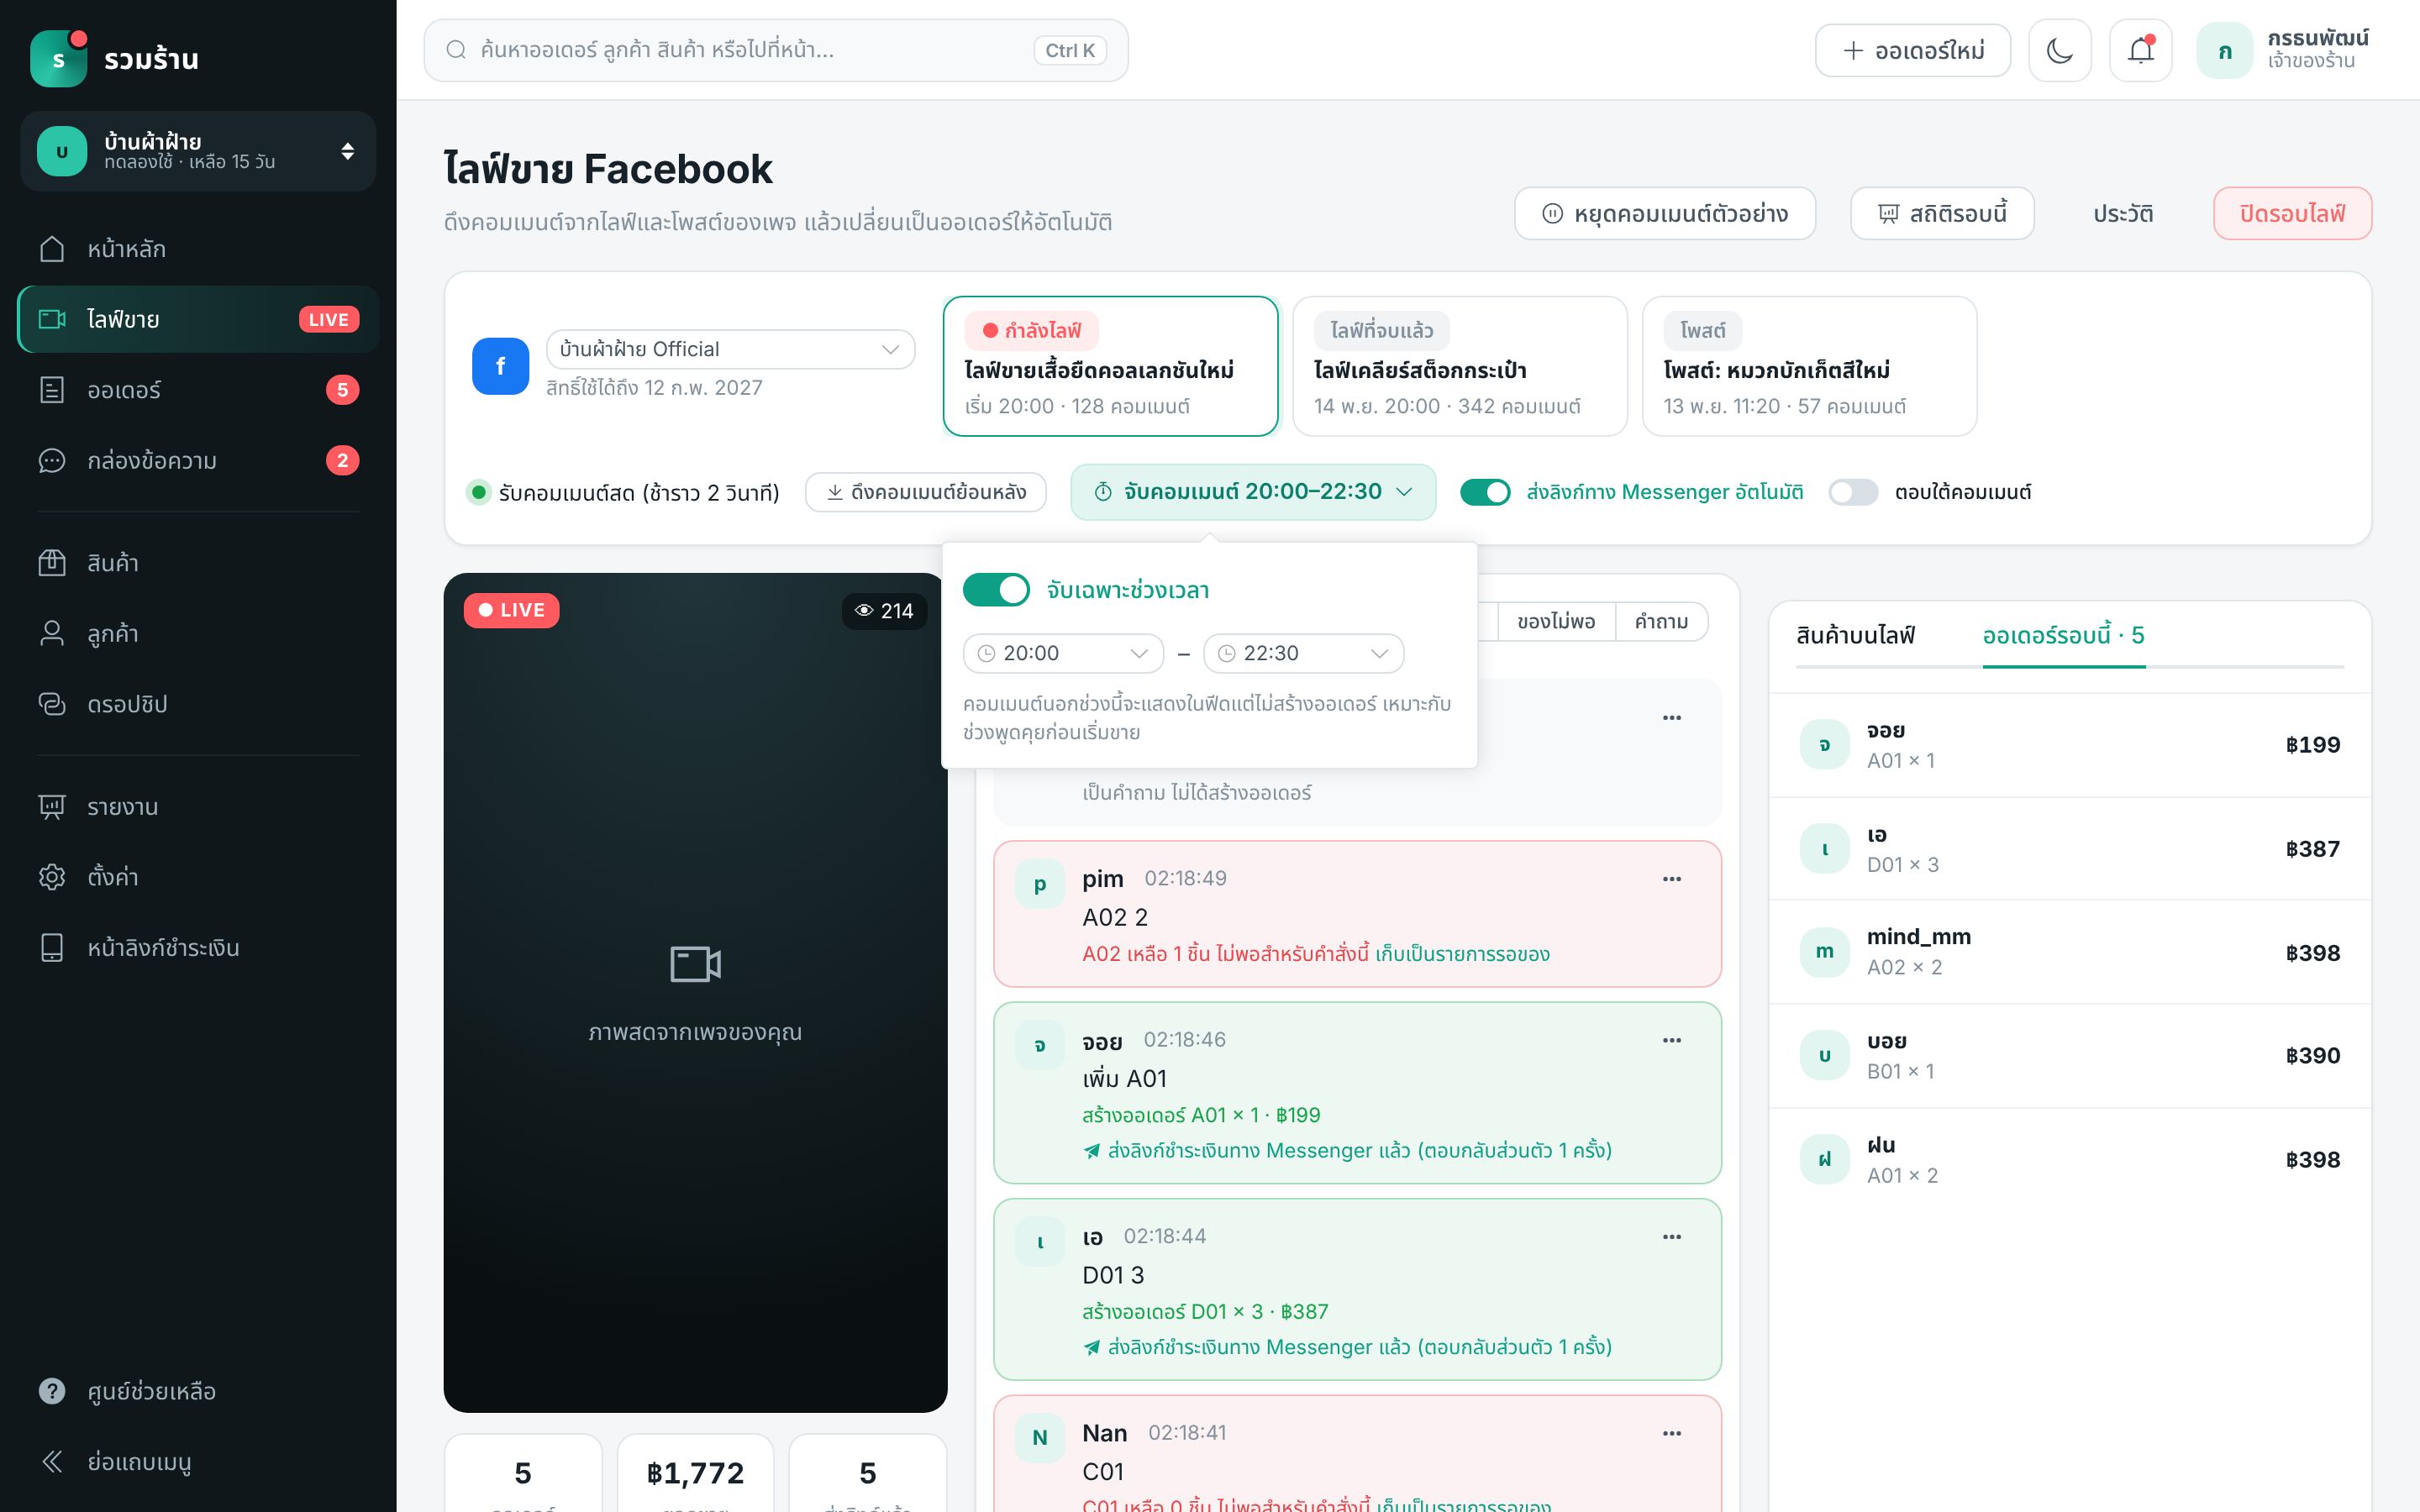 s รวมร้าน
บ บ้านผ้าฝ้าย
ทดลองใช้ · เหลือ 15 วัน
หน้าหลัก
ไลฟ์ขาย LIVE
ออเดอร์ 5
กล่องข้อความ 2
สินค้า
ลูกค้า
ดรอปชิป
รายงาน
ตั้งค่า
หน้าลิงก์ชำระเงิน
ศูนย์ช่วยเหลือ
ย่อแถบเมนู
ค้นหาออเดอร์ ลูกค้า สินค้า หรือไปที่หน้า... Ctrl K
ออเดอร์ใหม่
ก กรธนพัฒน์
เจ้าของร้าน
ไลฟ์ขาย Facebook
ดึงคอมเมนต์จากไลฟ์และโพสต์ของเพจ แล้วเปลี่ยนเป็นออเดอร์ให้อัตโนมัติ
หยุดคอมเมนต์ตัวอย่าง สถิติรอบนี้ ประวัติ ปิดรอบไลฟ์
f บ้านผ้าฝ้าย Official
สิทธิ์ใช้ได้ถึง 12 ก.พ. 2027
กำลังไลฟ์
ไลฟ์ขายเสื้อยืดคอลเลกชันใหม่
เริ่ม 20:00 · 128 คอมเมนต์
ไลฟ์ที่จบแล้ว
ไลฟ์เคลียร์สต็อกกระเป๋า
14 พ.ย. 20:00 · 342 คอมเมนต์
โพสต์
โพสต์: หมวกบักเก็ตสีใหม่
13 พ.ย. 11:20 · 57 คอมเมนต์
รับคอมเมนต์สด (ช้าราว 2 วินาที) ดึงคอมเมนต์ย้อนหลัง จับคอมเมนต์ 20:00–22:30 ส่งลิงก์ทาง Messenger อัตโนมัติ ตอบใต้คอมเมนต์
จับเฉพาะช่วงเวลา
20:00 – 22:30
คอมเมนต์นอกช่วงนี้จะแสดงในฟีดแต่ไม่สร้างออเดอร์ เหมาะกับ
ช่วงพูดคุยก่อนเริ่มขาย
LIVE 214
ภาพสดจากเพจของคุณ
5
฿1,772
5
ของไม่พอ คำถาม
เป็นคำถาม ไม่ได้สร้างออเดอร์
p pim 02:18:49
A02 2
A02 เหลือ 1 ชิ้น ไม่พอสำหรับคำสั่งนี้ เก็บเป็นรายการรอของ
จ จอย 02:18:46
เพิ่ม A01
สร้างออเดอร์ A01 × 1 · ฿199
ส่งลิงก์ชำระเงินทาง Messenger แล้ว (ตอบกลับส่วนตัว 1 ครั้ง)
เ เอ 02:18:44
D01 3
สร้างออเดอร์ D01 × 3 · ฿387
ส่งลิงก์ชำระเงินทาง Messenger แล้ว (ตอบกลับส่วนตัว 1 ครั้ง)
N Nan 02:18:41
C01
C01 เหลือ 0 ชิ้น ไม่พอสำหรับคำสั่งนี้ เก็บเป็นรายการรอของ
สินค้าบนไลฟ์ ออเดอร์รอบนี้ · 5
จ จอย ฿199
A01 × 1
เ เอ ฿387
D01 × 3
m mind_mm ฿398
A02 × 2
บ บอย ฿390
B01 × 1
ฝ ฝน ฿398
A01 × 2